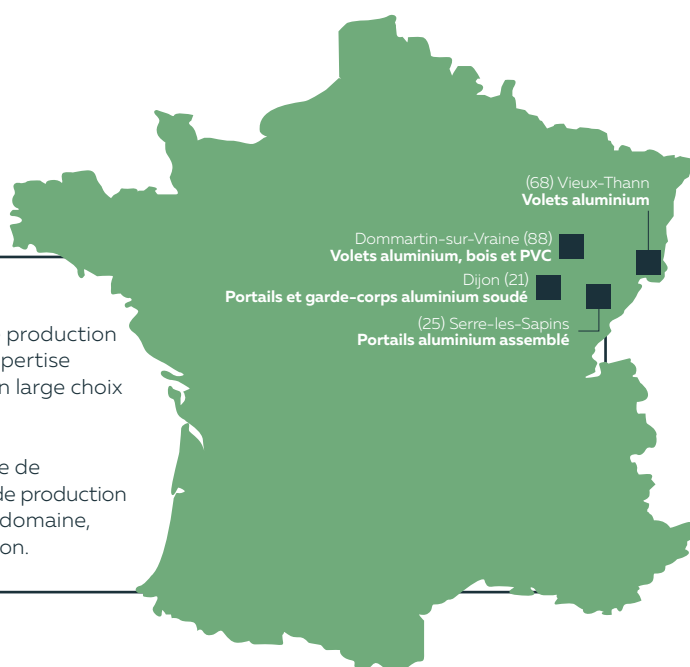 (68) Vieux-Thann
Volets aluminium
Dommartin-sur-Vraine (88)
Volets aluminium, bois et PVC
Dijon (21)
Portails et garde-corps aluminium soudé
(25) Serre-les-Sapins
Portails aluminium assemblé
production
pertise
n large choix
e de
de production
domaine,
on.